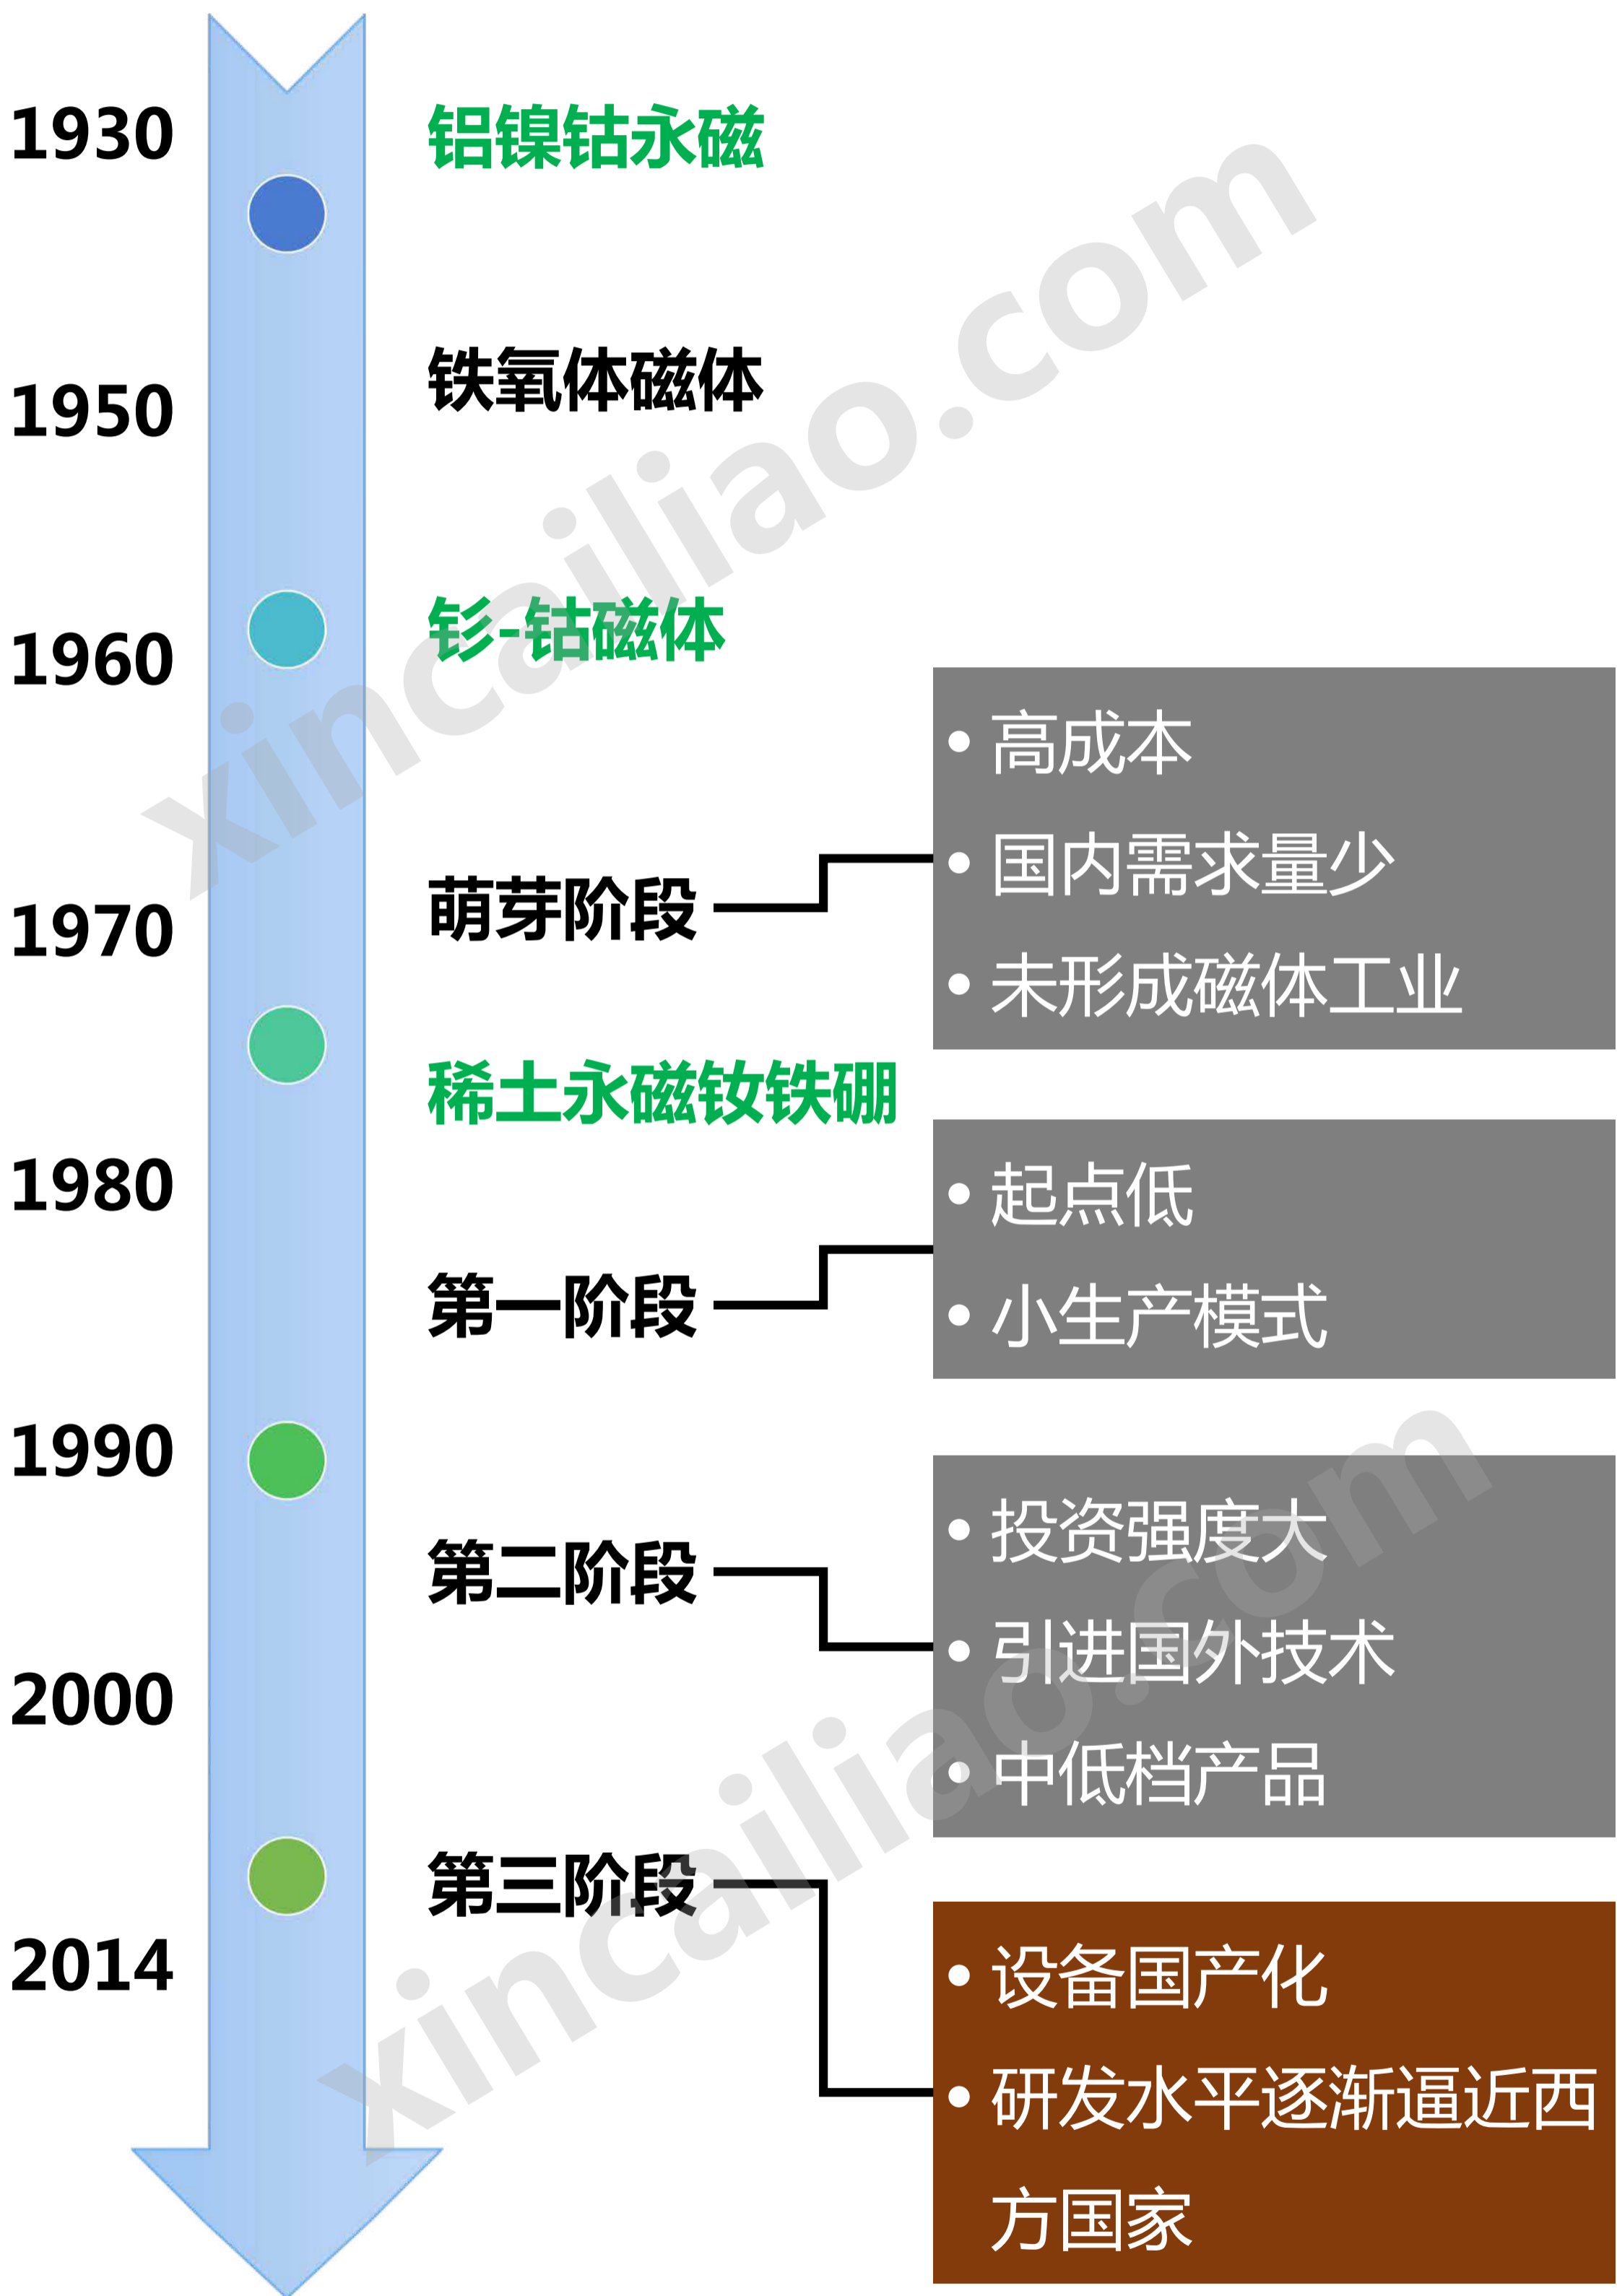 1930
铝镍钴永磁
铁氧体磁体
1950
钐-钴磁体
1960
• 高成本
• 国内需求量少
• 未形成磁体工业
萌芽阶段
1970
稀土永磁钕铁硼
1980
• 起点低
• 小生产模式
第一阶段
1990
• 投资强度大
• 引进国外技术
• 中低档产品
第二阶段
2000
第三阶段
2014
• 设备国产化
• 研发水平逐渐逼近西
方国家
xincailiao.com
xincailiao.com